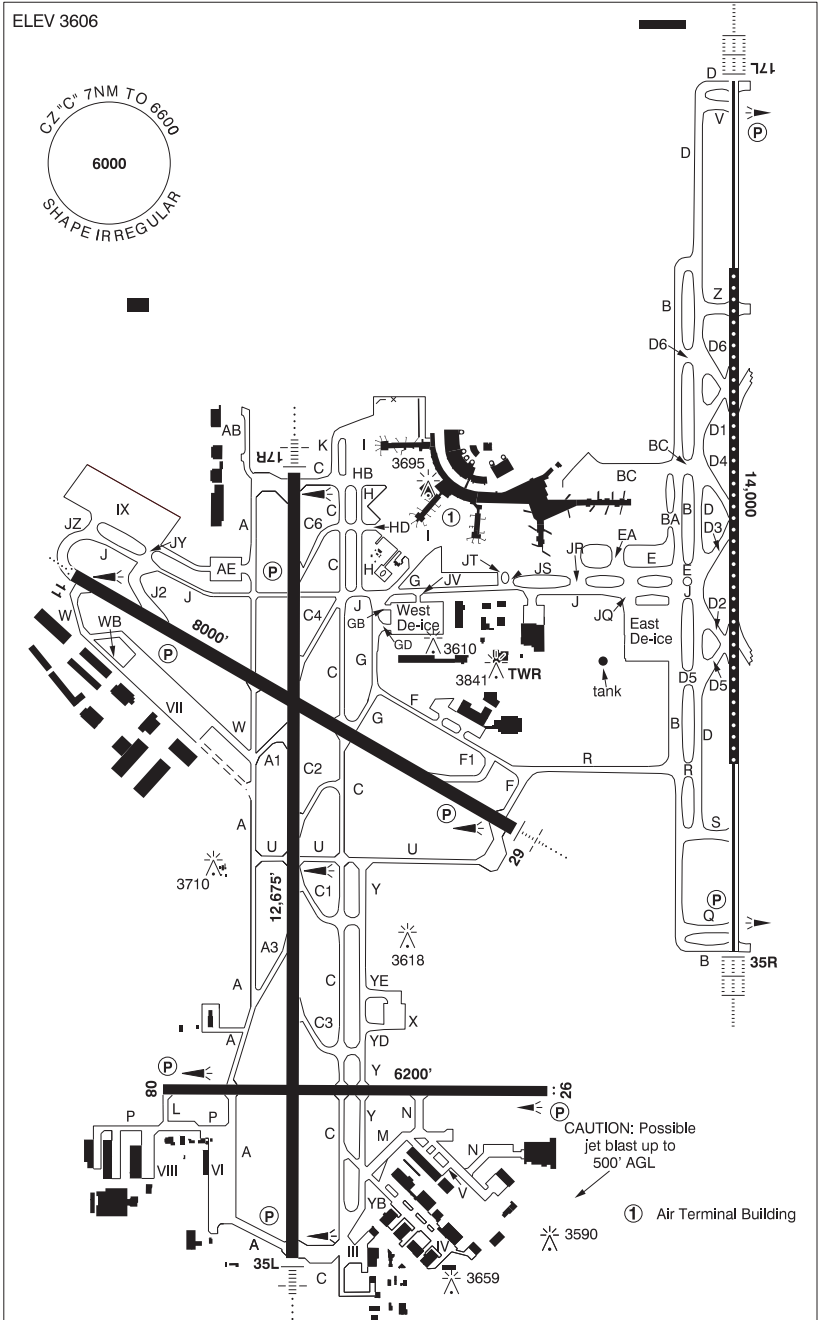 ELEV 3606
CZ "C" 7NM TO 6600
6000
SHAPE IRREGULAR
D
17L
V
P
D
Z
B
D6
D6
AB
17R
K
C
I
3695
HB
H
C
C6
HD
1
I
D1
D4
BC
BC
14,000
IX
A
JZ
JY
J
AE
P
H
C
G
JT
JS
JV
JR
EA
E
BA
B
D
D3
E
J
11
J2
J
8000'
C4
J
GB
West
De-ice
GD
J
JQ
East
De-ice
D2
W
WB
P
C
G
3610
3841
TWR
tank
D5
D5
VII
W
G
F
B
D
A1
C2
F1
R
R
C
F
A
P
S
U
U
U
29
3710
12,675'
C1
Y
P
Q
A3
3618
B
35R
A
C
YE
C3
X
A
YD
P
Y
6200'
08
26
L
N
P
P
P
Y
CAUTION: Possible
jet blast up to
500' AGL
A
C
M
N
VIII
VI
V
P
YB
1 Air Terminal Building
A
IV
3590
35L
III
C
3659